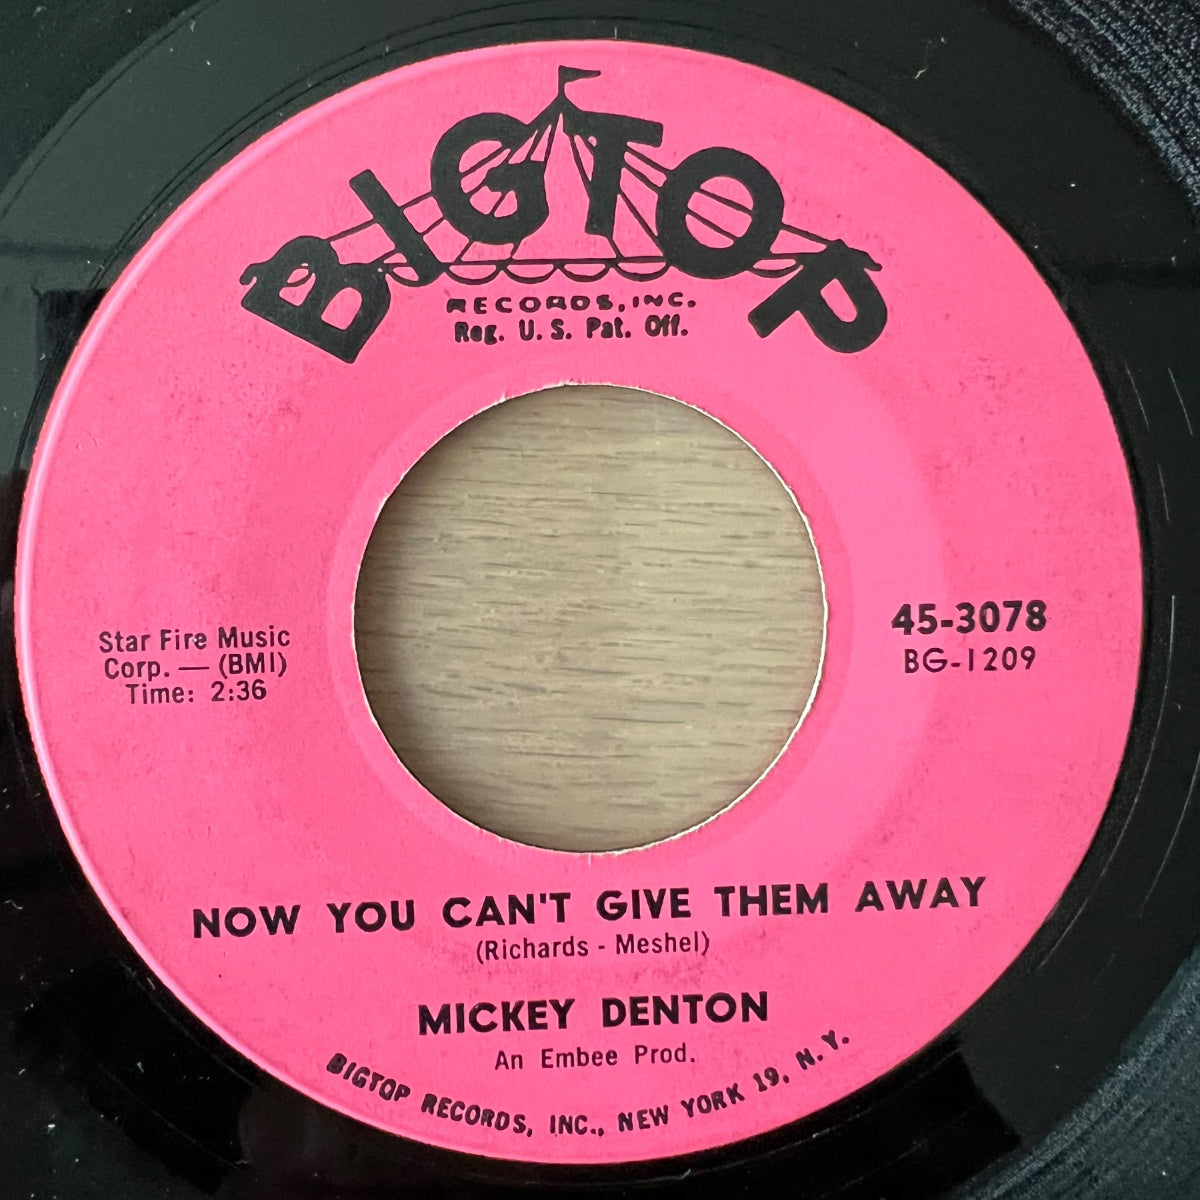 BIGTOP
RECORDS, INC.
Reg. U. S. Pat. Off.
Star Fire Music
Corp. — (BMI)
Time: 2:36
45-3078
BG-1209
NOW YOU CAN'T GIVE THEM AWAY
(Richards - Meshel)
MICKEY DENTON
An Embee Prod.
BIGTOP RECORDS, INC., NEW YORK 19, N. Y.